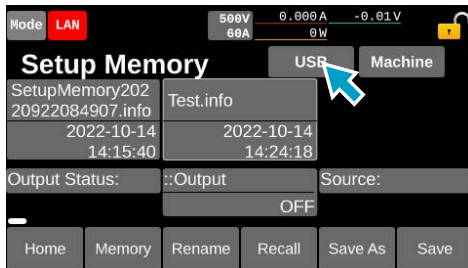 Mode LAN 500V 0.000A -0.01V
60A 0W
Setup Memory USB Machine
SetupMemory202 Test.info
20922084907.info
2022-10-14 2022-10-14
14:15:40 14:24:18
Output Status: ::Output Source:
OFF
Home Memory Rename Recall Save As Save